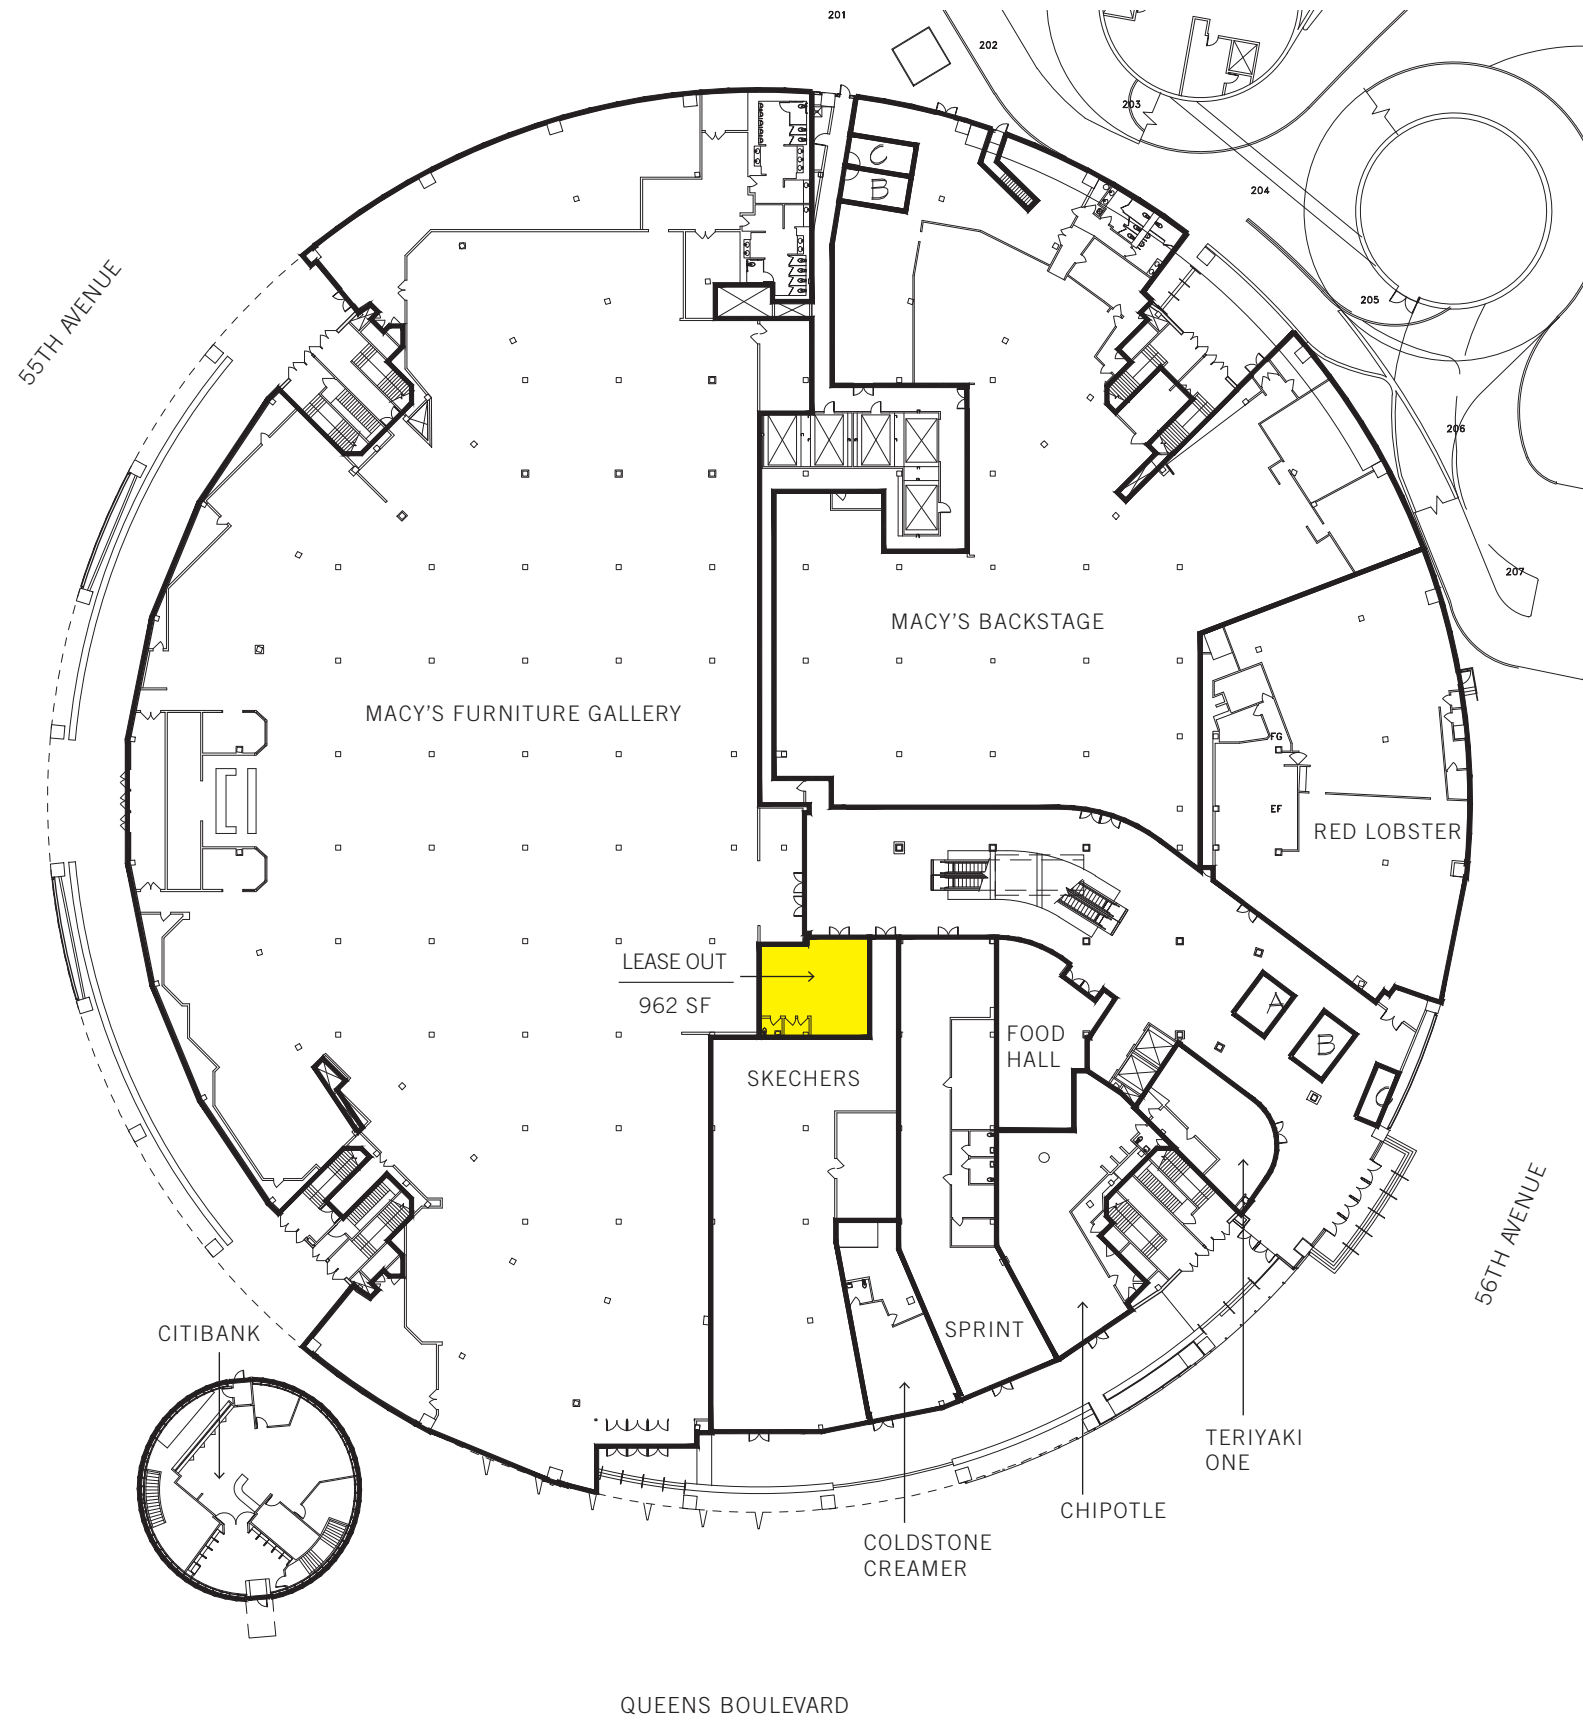 201
202
203
204
205
206
207
C
B
55TH AVENUE
MACY'S BACKSTAGE
MACY'S FURNITURE GALLERY
FG
EF
RED LOBSTER
LEASE OUT
962 SF
A
B
C
FOOD
HALL
SKECHERS
56TH AVENUE
SPRINT
CITIBANK
TERIYAKI
ONE
CHIPOTLE
COLDSTONE
CREAMER
QUEENS BOULEVARD